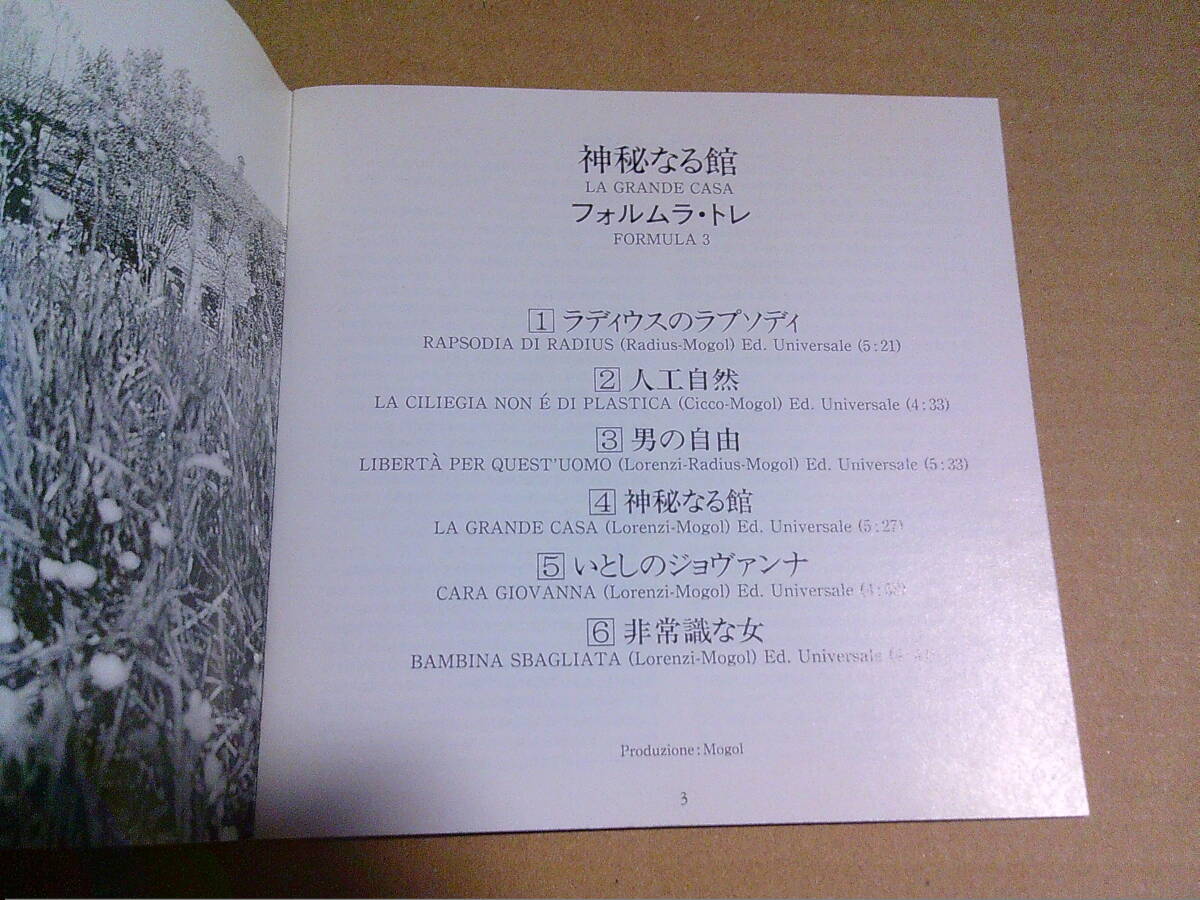 神秘なる館
LA GRANDE CASA
フォルムラ・トレ
FORMULA 3
1 ラディウスのラプソディ
RAPSODIA DI RADIUS (Radius-Mogol) Ed. Universale (5:21)
2 人工自然
LA CILIEGIA NON É DI PLASTICA (Cicco-Mogol) Ed. Universale (4:33)
3 男の自由
LIBERTÀ PER QUEST'UOMO (Lorenzi-Radius-Mogol) Ed. Universale (5:33)
4 神秘なる館
LA GRANDE CASA (Lorenzi-Mogol) Ed. Universale (5:27)
5 いとしのジョヴァンナ
CARA GIOVANNA (Lorenzi-Mogol) Ed. Universale
6 非常識な女
BAMBINA SBAGLIATA (Lorenzi-Mogol) Ed. Universale
Produzione:Mogol
3